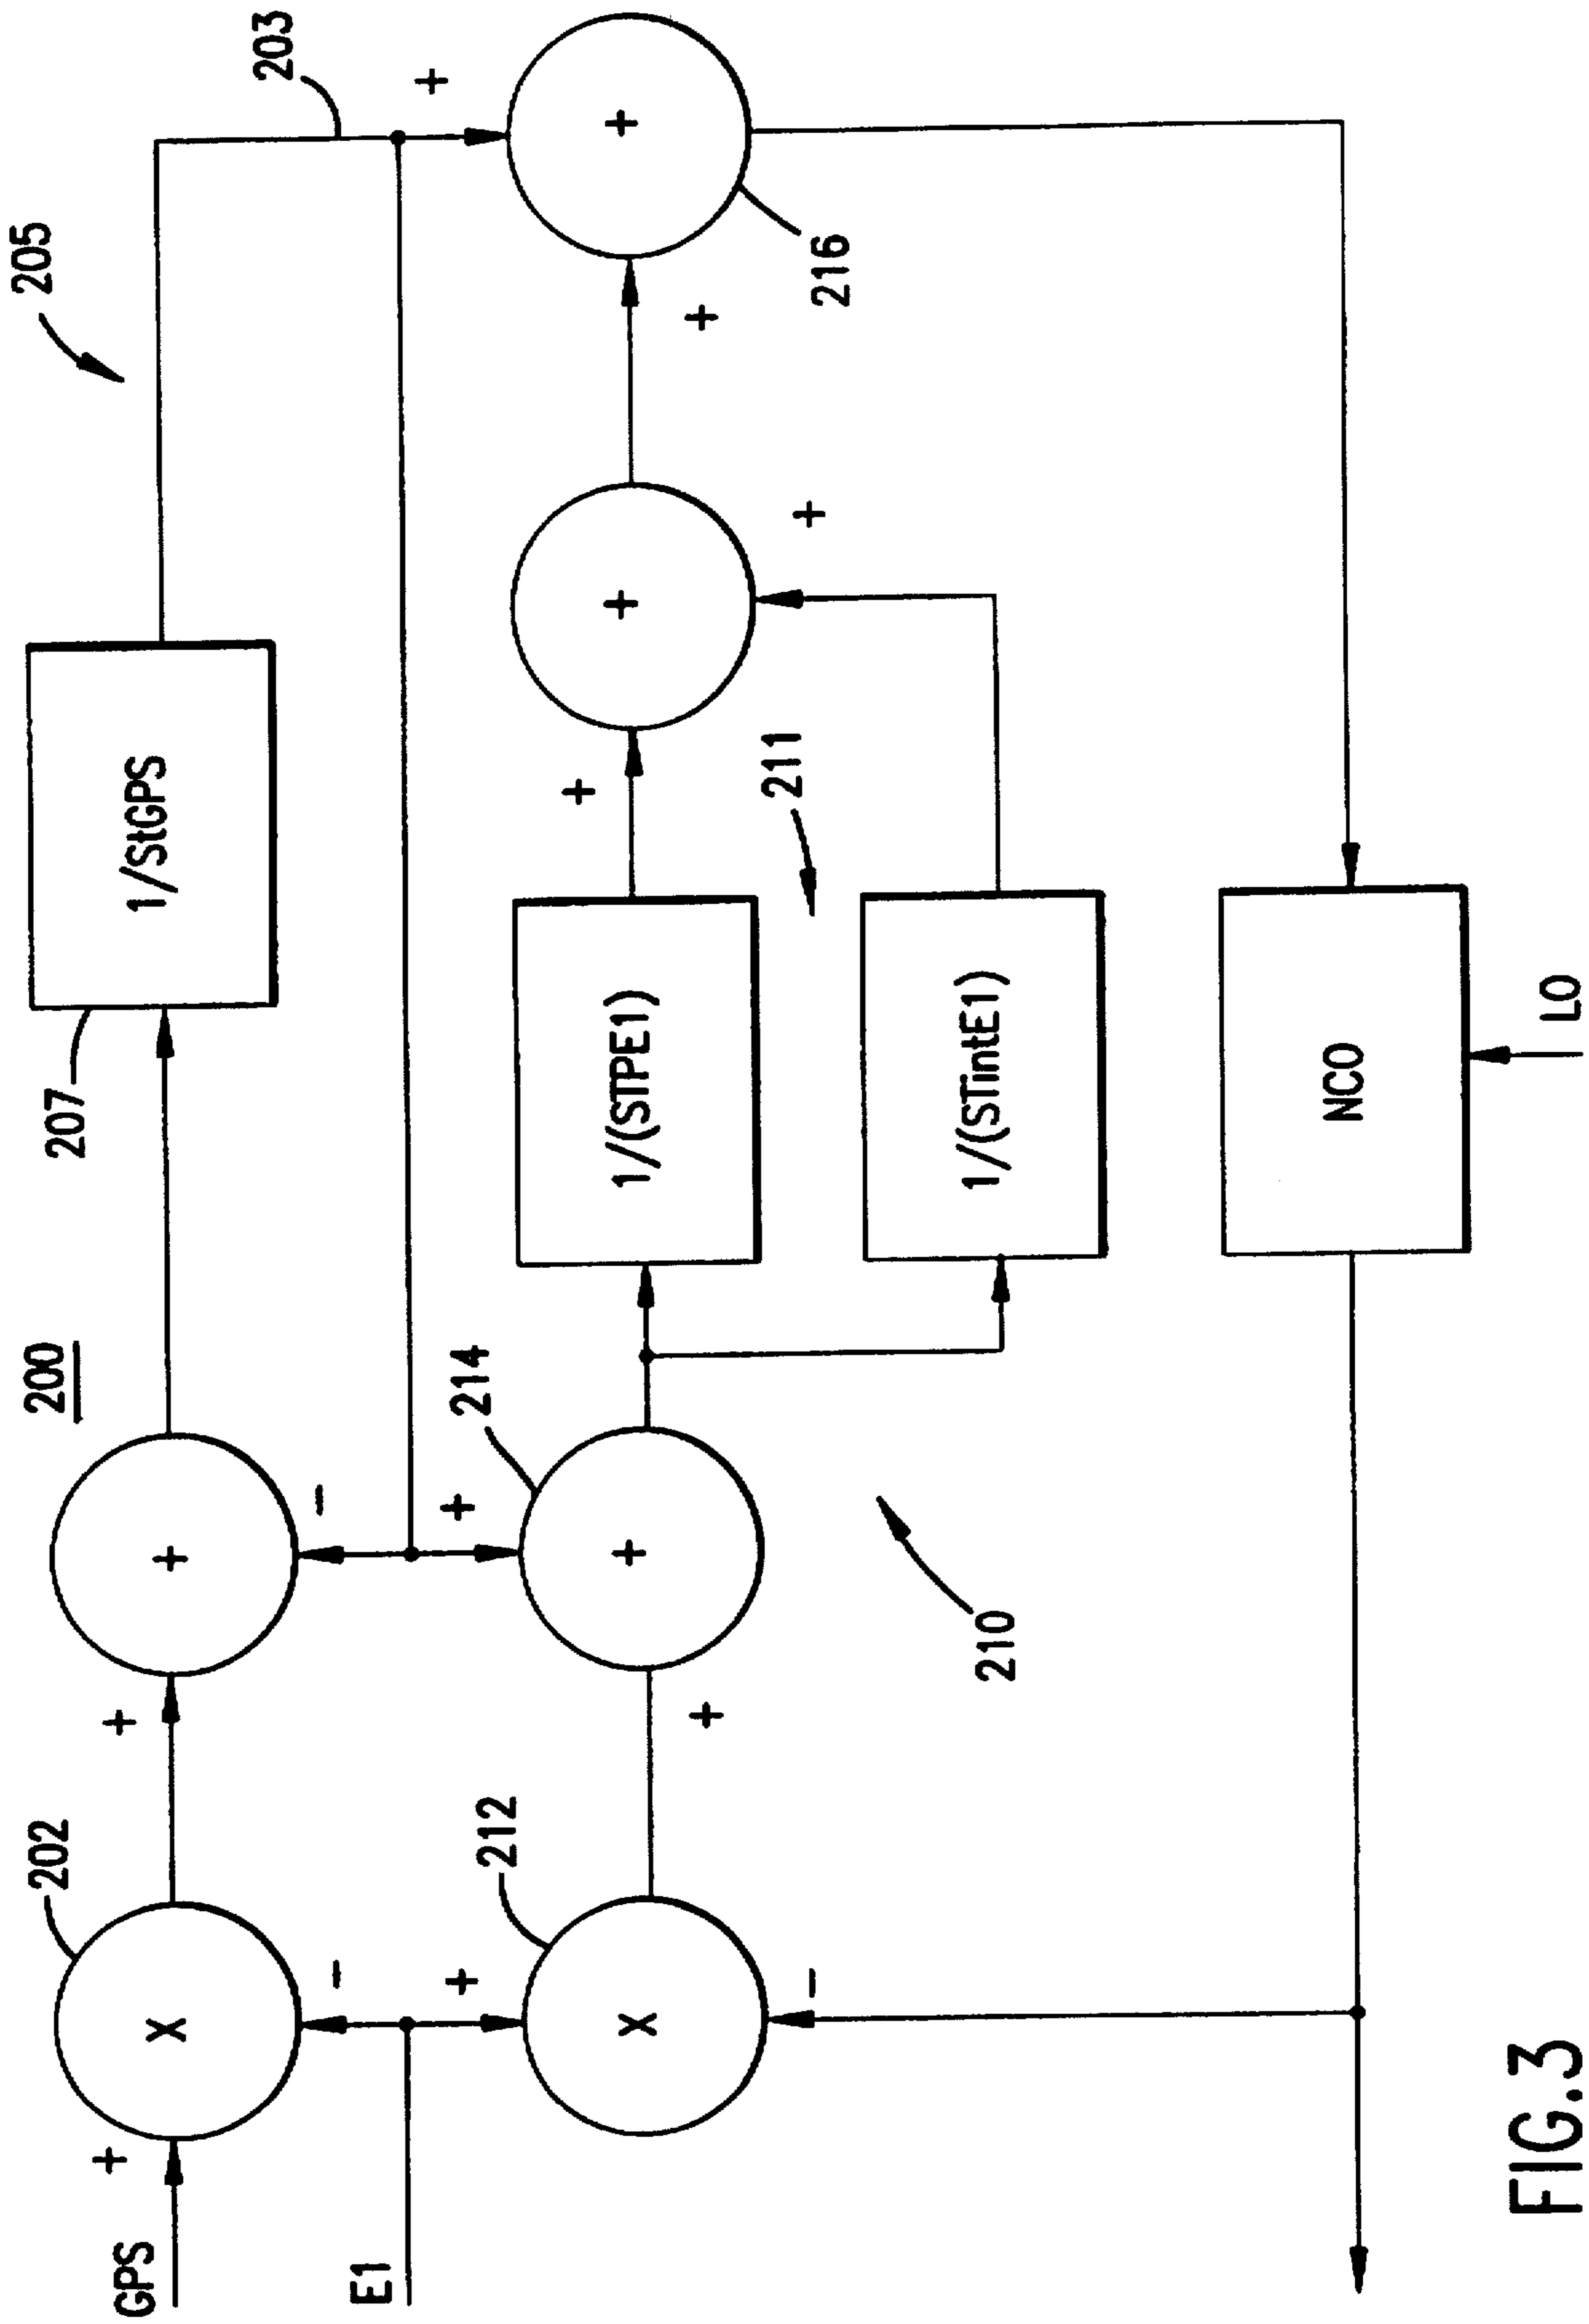 200
205
202
207
203
GPS
+
X
+
+
1/StGPS
-
-
+
E1
+
+
212
214
X
+
+
1/(STPE1)
+
+
+
+
216
-
210
211
1/(STintE1)
+
NCO
LO
FIG.3